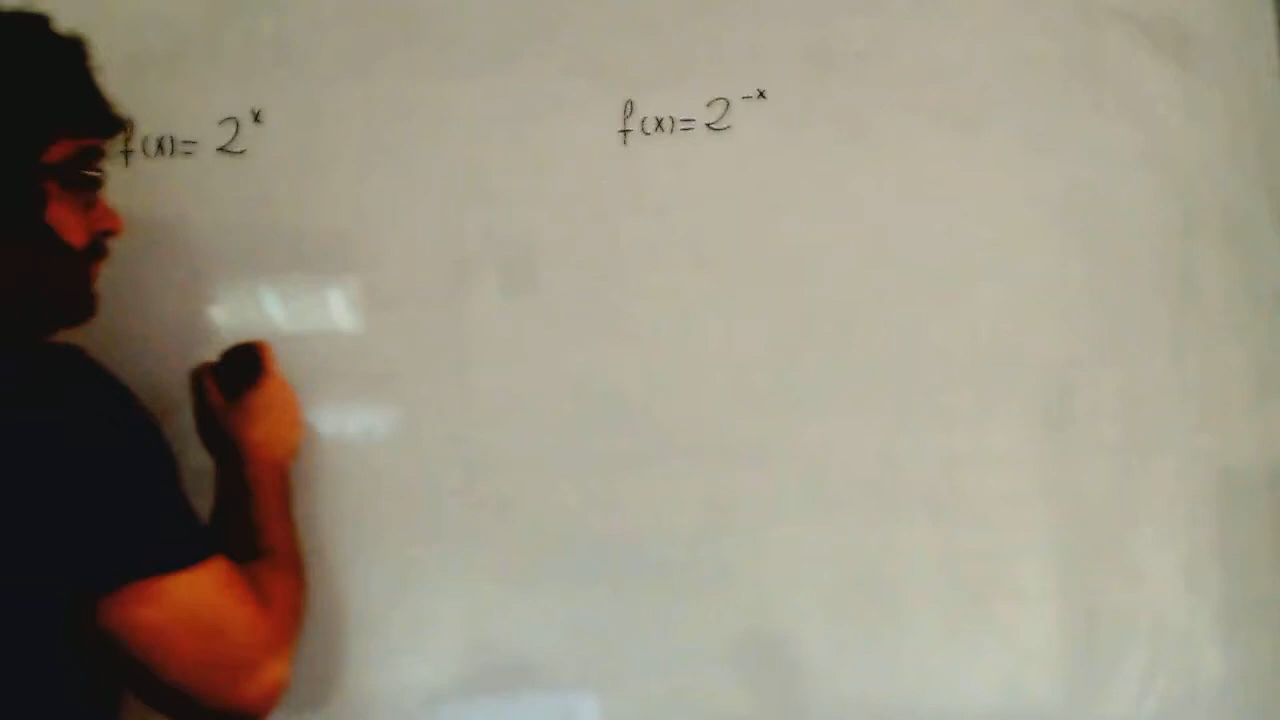 f(x)= 2^x
f(x)= 2^-x